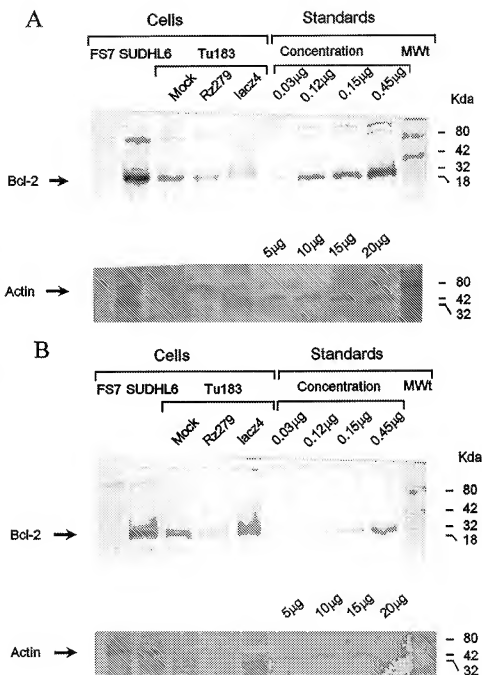 A
Cells Standards
FS7 SUDHL6 Tu183 Concentration MWt
Mock Rz279 lacz4 0.03µg 0.12µg 0.15µg 0.45µg
Kda
80
42
32
Bcl-2 18
5µg 10µg 15µg 20µg
Actin 80
42
32
B
Cells Standards
FS7 SUDHL6 Tu183 Concentration MWt
Mock Rz279 lacz4 0.03µg 0.12µg 0.15µg 0.45µg
Kda
80
42
32
Bcl-2 18
5µg 10µg 15µg 20µg
80
Actin 42
32